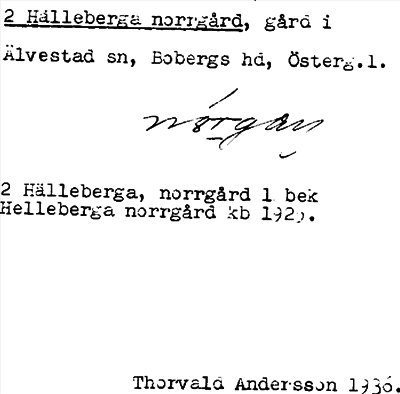 2 Hälleberga norrgård, gård i
Älvestad sn, Bobergs hd, Österg.l.
2 Hälleberga, norrgård 1 bek
Helleberga norrgård kb
Thorvald Andersson 1936.